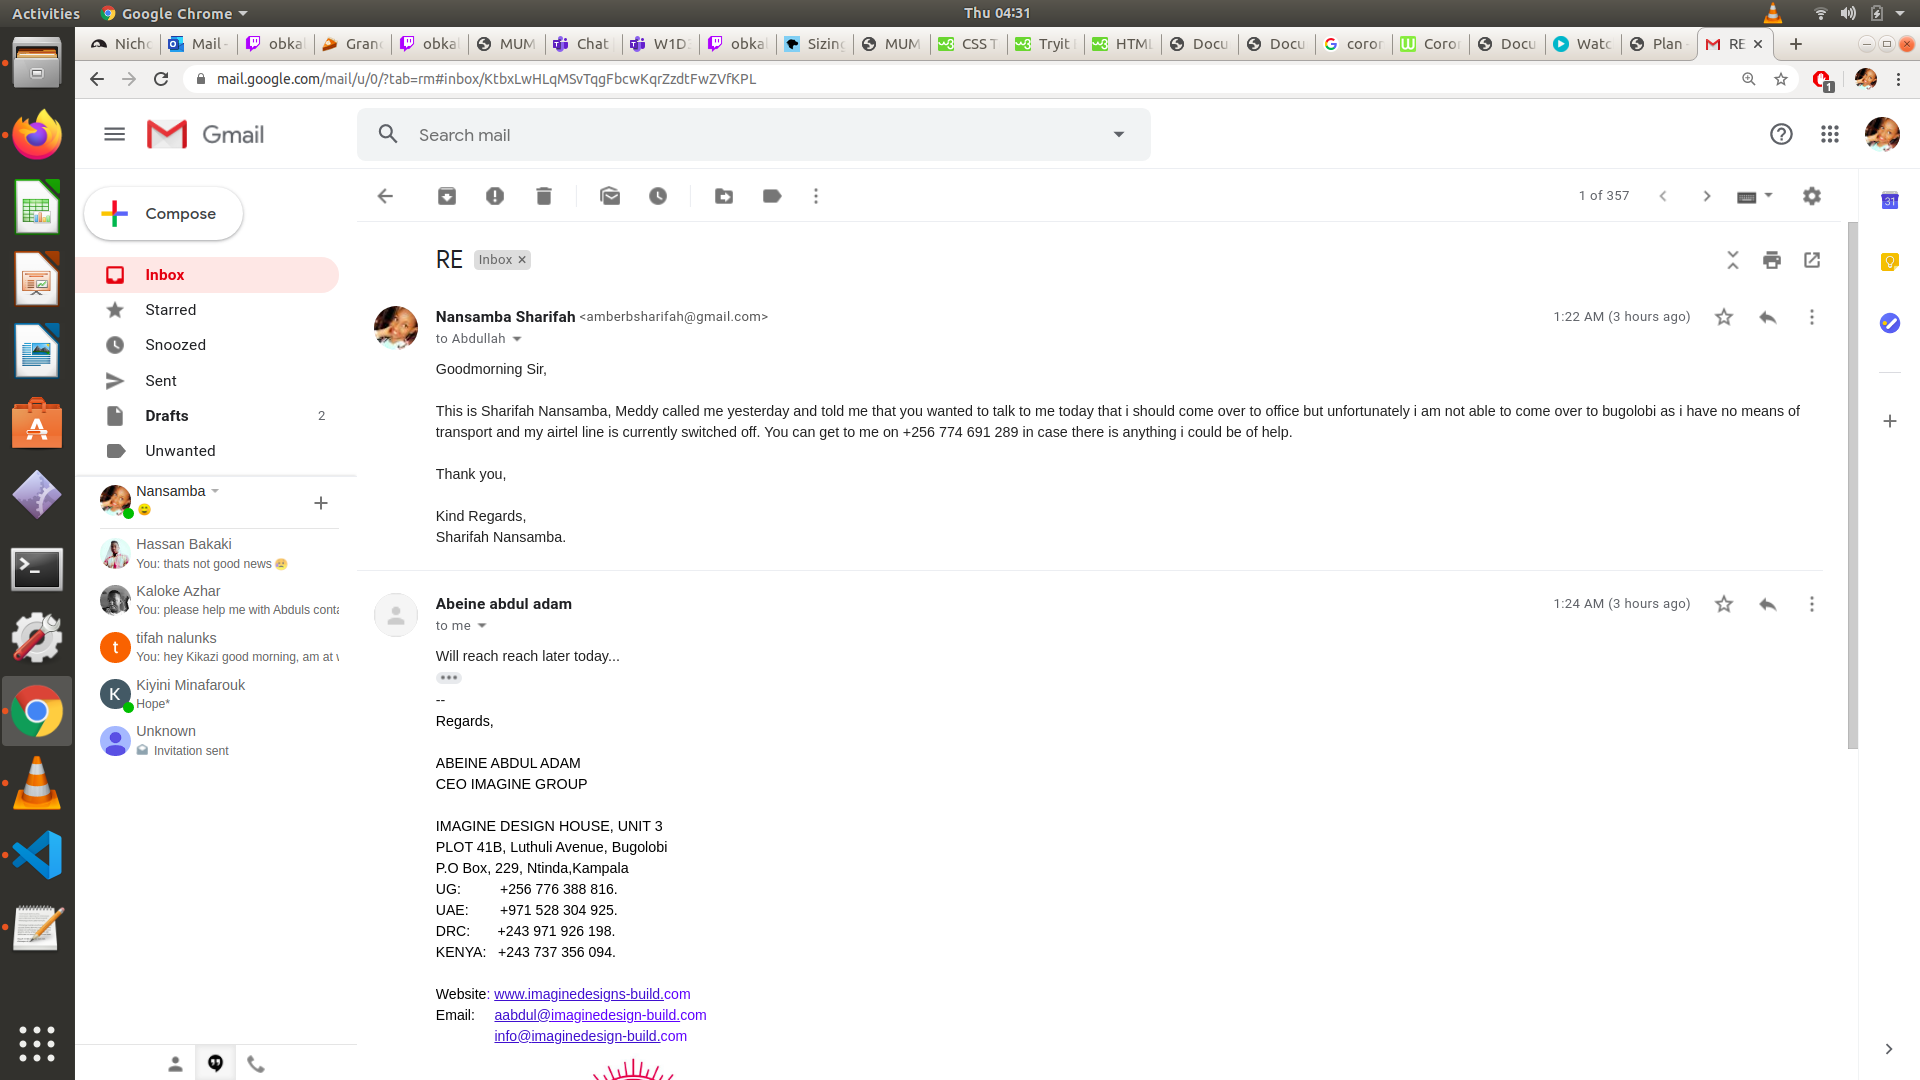 Activities
Google Chrome
Thu 04:31
Nicho
Mail -
obkal
Grand
obkal
MUM
Chat
W1D
obkal
Sizing
MUM
CSS T
Tryit
HTML
Docu
Docu
coron
Coron
Docu
Watc
Plan -
RE
mail.google.com/mail/u/0/?tab=rm#inbox/KtbxLwHLqMSvTqgFbcwKqrZzdtFwZVfKPL
1
Gmail
Search mail
Compose
1 of 357
31
Inbox
Starred
Snoozed
Sent
Drafts 2
Unwanted
Nansamba
Hassan Bakaki
You: thats not good news
Kaloke Azhar
You: please help me with Abduls conta
t
tifah nalunks
You: hey Kikazi good morning, am at w
K
Kiyini Minafarouk
Hope*
Unknown
Invitation sent
RE
Inbox
Nansamba Sharifah <amberbsharifah@gmail.com>
1:22 AM (3 hours ago)
to Abdullah
Goodmorning Sir,
This is Sharifah Nansamba, Meddy called me yesterday and told me that you wanted to talk to me today that i should come over to office but unfortunately i am not able to come over to bugolobi as i have no means of
transport and my airtel line is currently switched off. You can get to me on +256 774 691 289 in case there is anything i could be of help.
Thank you,
Kind Regards,
Sharifah Nansamba.
Abeine abdul adam
1:24 AM (3 hours ago)
to me
Will reach reach later today...
--
Regards,
ABEINE ABDUL ADAM
CEO IMAGINE GROUP
IMAGINE DESIGN HOUSE, UNIT 3
PLOT 41B, Luthuli Avenue, Bugolobi
P.O Box, 229, Ntinda,Kampala
UG: +256 776 388 816.
UAE: +971 528 304 925.
DRC: +243 971 926 198.
KENYA: +243 737 356 094.
Website: www.imaginedesigns-build.com
Email: aabdul@imaginedesign-build.com
info@imaginedesign-build.com